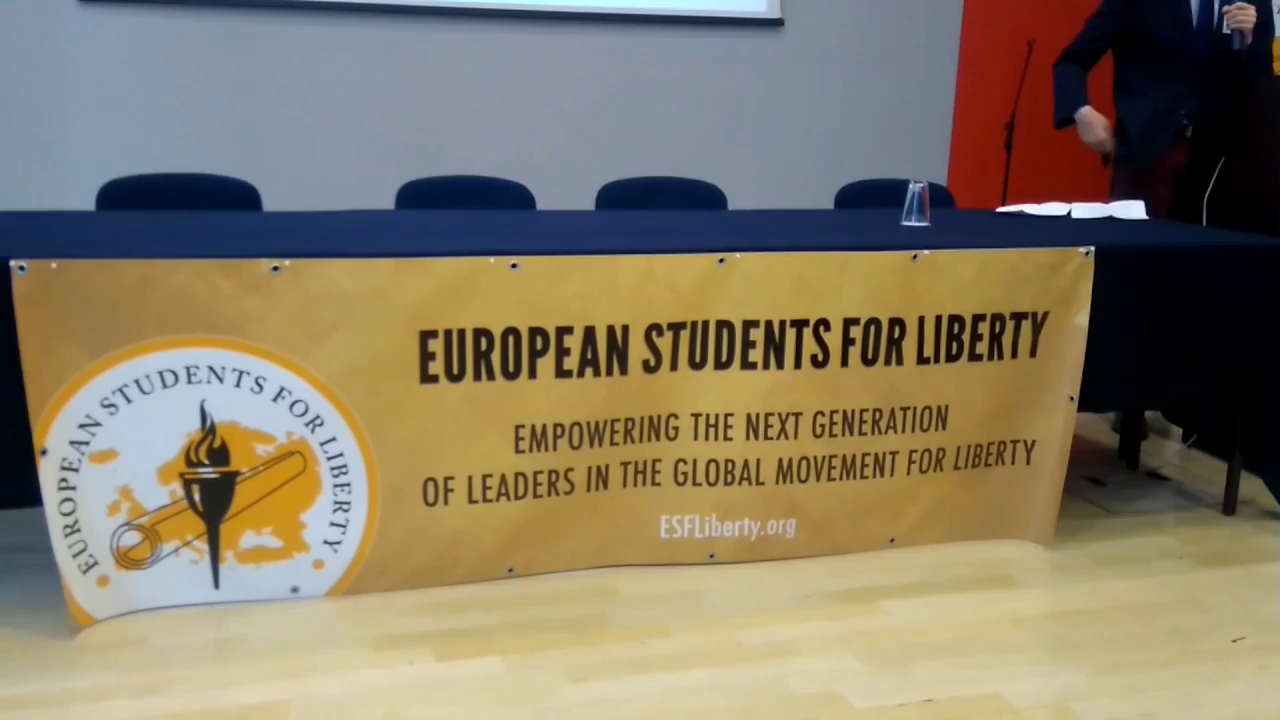 EUROPEAN STUDENTS FOR LIBERTY
EMPOWERING THE NEXT GENERATION
OF LEADERS IN THE GLOBAL MOVEMENT FOR LIBERTY
ESFLiberty.org
EUROPEAN STUDENTS FOR LIBERTY